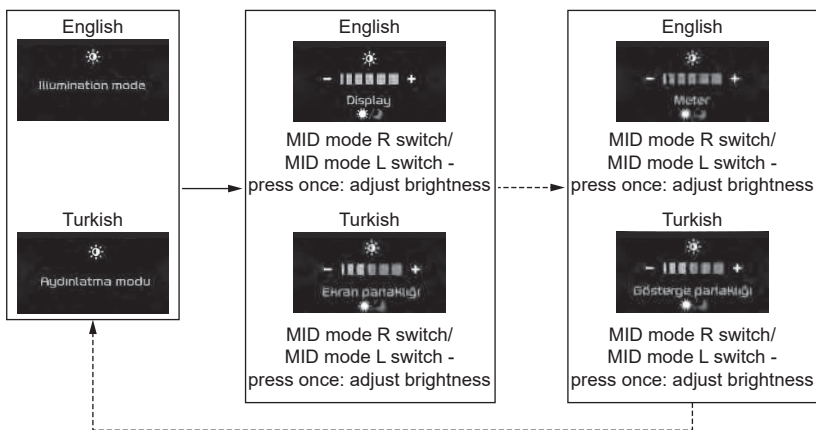 English
Illumination mode
Turkish
Aydınlatma modu
English
− +
Display
MID mode R switch/
MID mode L switch -
press once: adjust brightness
Turkish
− +
Ekran parlaklığı
MID mode R switch/
MID mode L switch -
press once: adjust brightness
English
− +
Meter
MID mode R switch/
MID mode L switch -
press once: adjust brightness
Turkish
− +
Gösterge parlaklığı
MID mode R switch/
MID mode L switch -
press once: adjust brightness